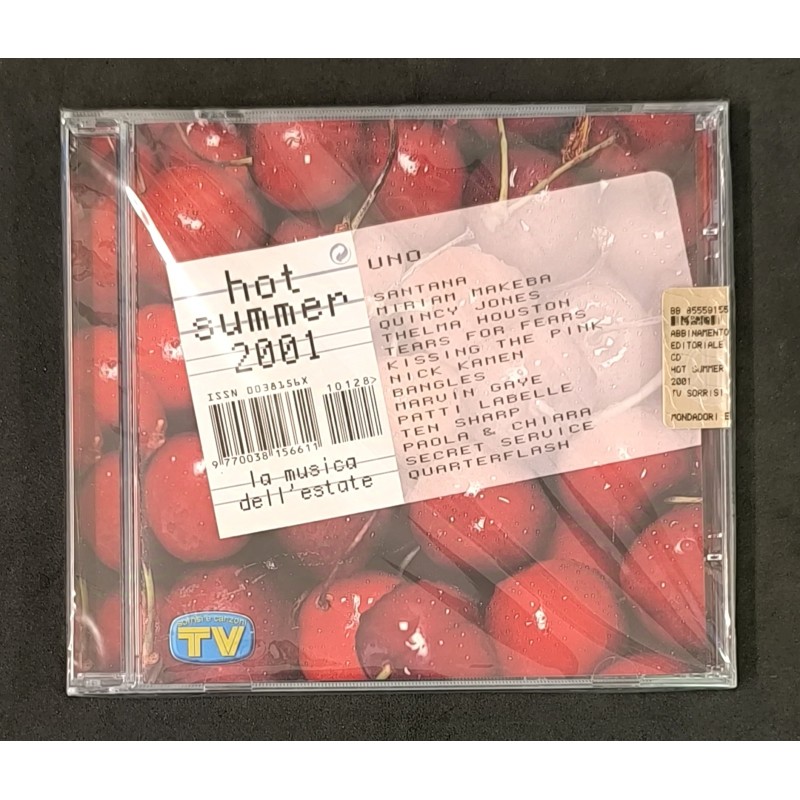 hot
summer
2001
ISSN 0038156X
10128>
9 770038 156611
la musica
dell'estate
UNO
SANTANA
MIRIAM MAKEBA
QUINCY JONES
THELMA HOUSTON
TEARS FOR FEARS
KISSING THE PINK
NICK KAMEN
BANGLES
MARVIN GAYE
PATTI LABELLE
TEN SHARP
PAOLA & CHIARA
SECRET SERVICE
QUARTERFLASH
ABBINAMENTO
EDITORIALE
CD
HOT SUMMER
2001
TV SORRISI
MONDADORI
sorrisi e canzoni
TV